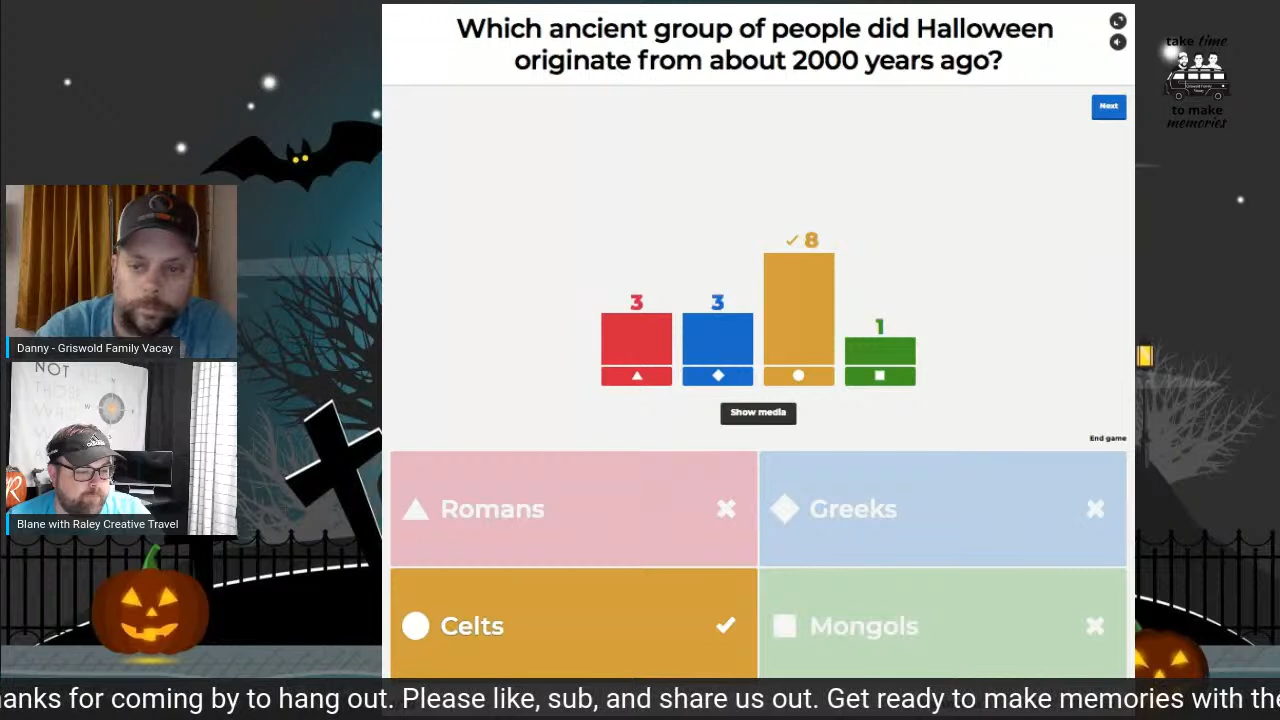 Which ancient group of people did Halloween
originate from about 2000 years ago?
take time
to make
memories
Next
8
3
3
1
Show media
End game
Danny - Griswold Family Vacay
NOT
Blane with Raley Creative Travel
Romans
Greeks
Celts
Mongols
hanks for coming by to hang out. Please like, sub, and share us out. Get ready to make memories with the